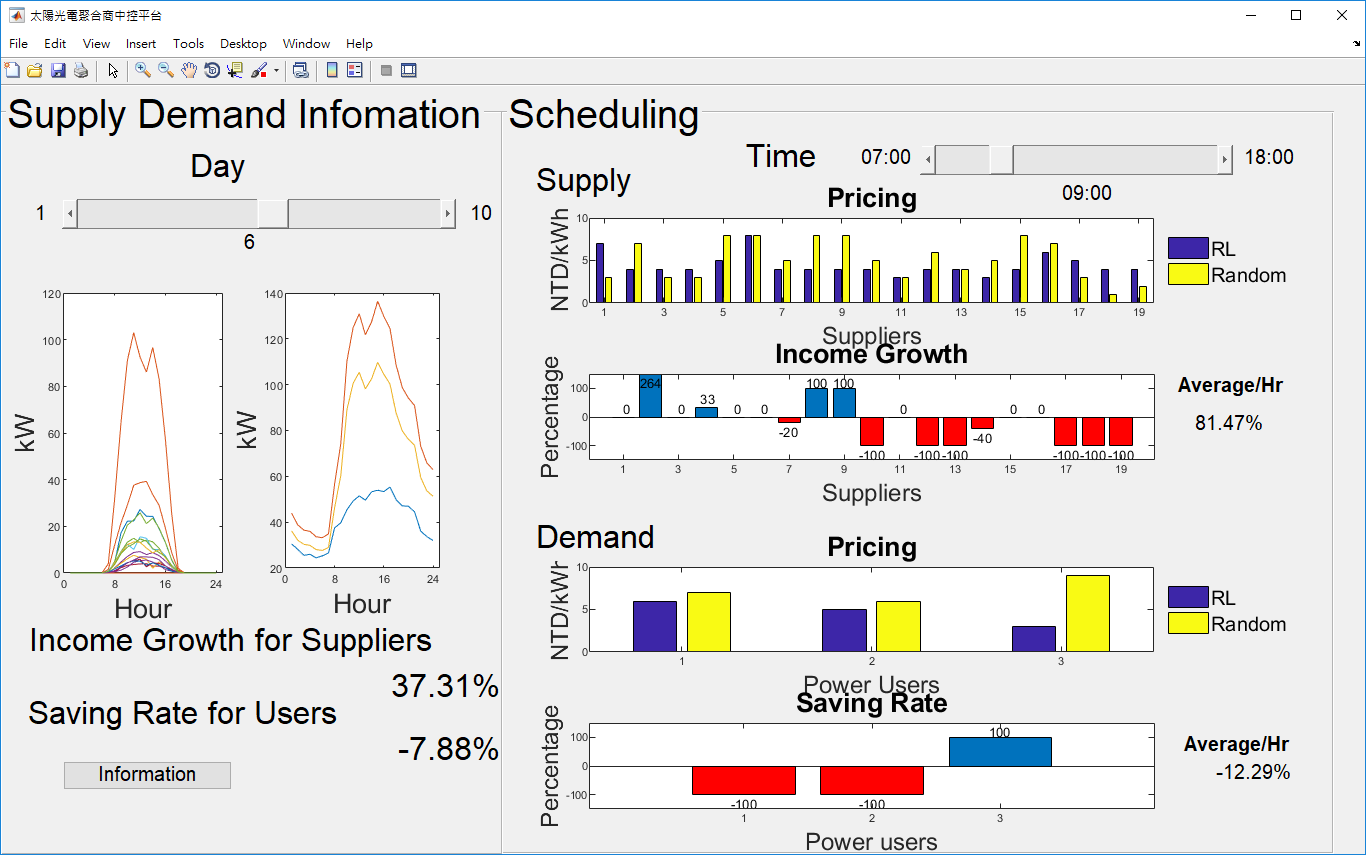 太陽光電聚合商中控平台
File Edit View Insert Tools Desktop Window Help
Supply Demand Infomation
Day
1 10
6
120
100
80
60
40
20
0
0 8 16 24
kW
Hour
140
120
100
80
60
40
20
0 8 16 24
kW
Hour
Income Growth for Suppliers
37.31%
Saving Rate for Users
-7.88%
Information
Scheduling
Time 07:00 18:00
09:00
Supply
Pricing
NTD/kWh
10
5
0
1 3 5 7 9 11 13 15 17 19
Suppliers
RL
Random
Income Growth
Percentage
100
0
-100
0 264 0 33 0 0 -20 100 100 -100 0 -100 -100 -40 0 0 -100 -100 -100
1 3 5 7 9 11 13 15 17 19
Suppliers
Average/Hr
81.47%
Demand
Pricing
NTD/kWh
10
5
0
1 2 3
Power Users
RL
Random
Saving Rate
Percentage
100
0
-100
-100 -100 100
1 2 3
Power users
Average/Hr
-12.29%